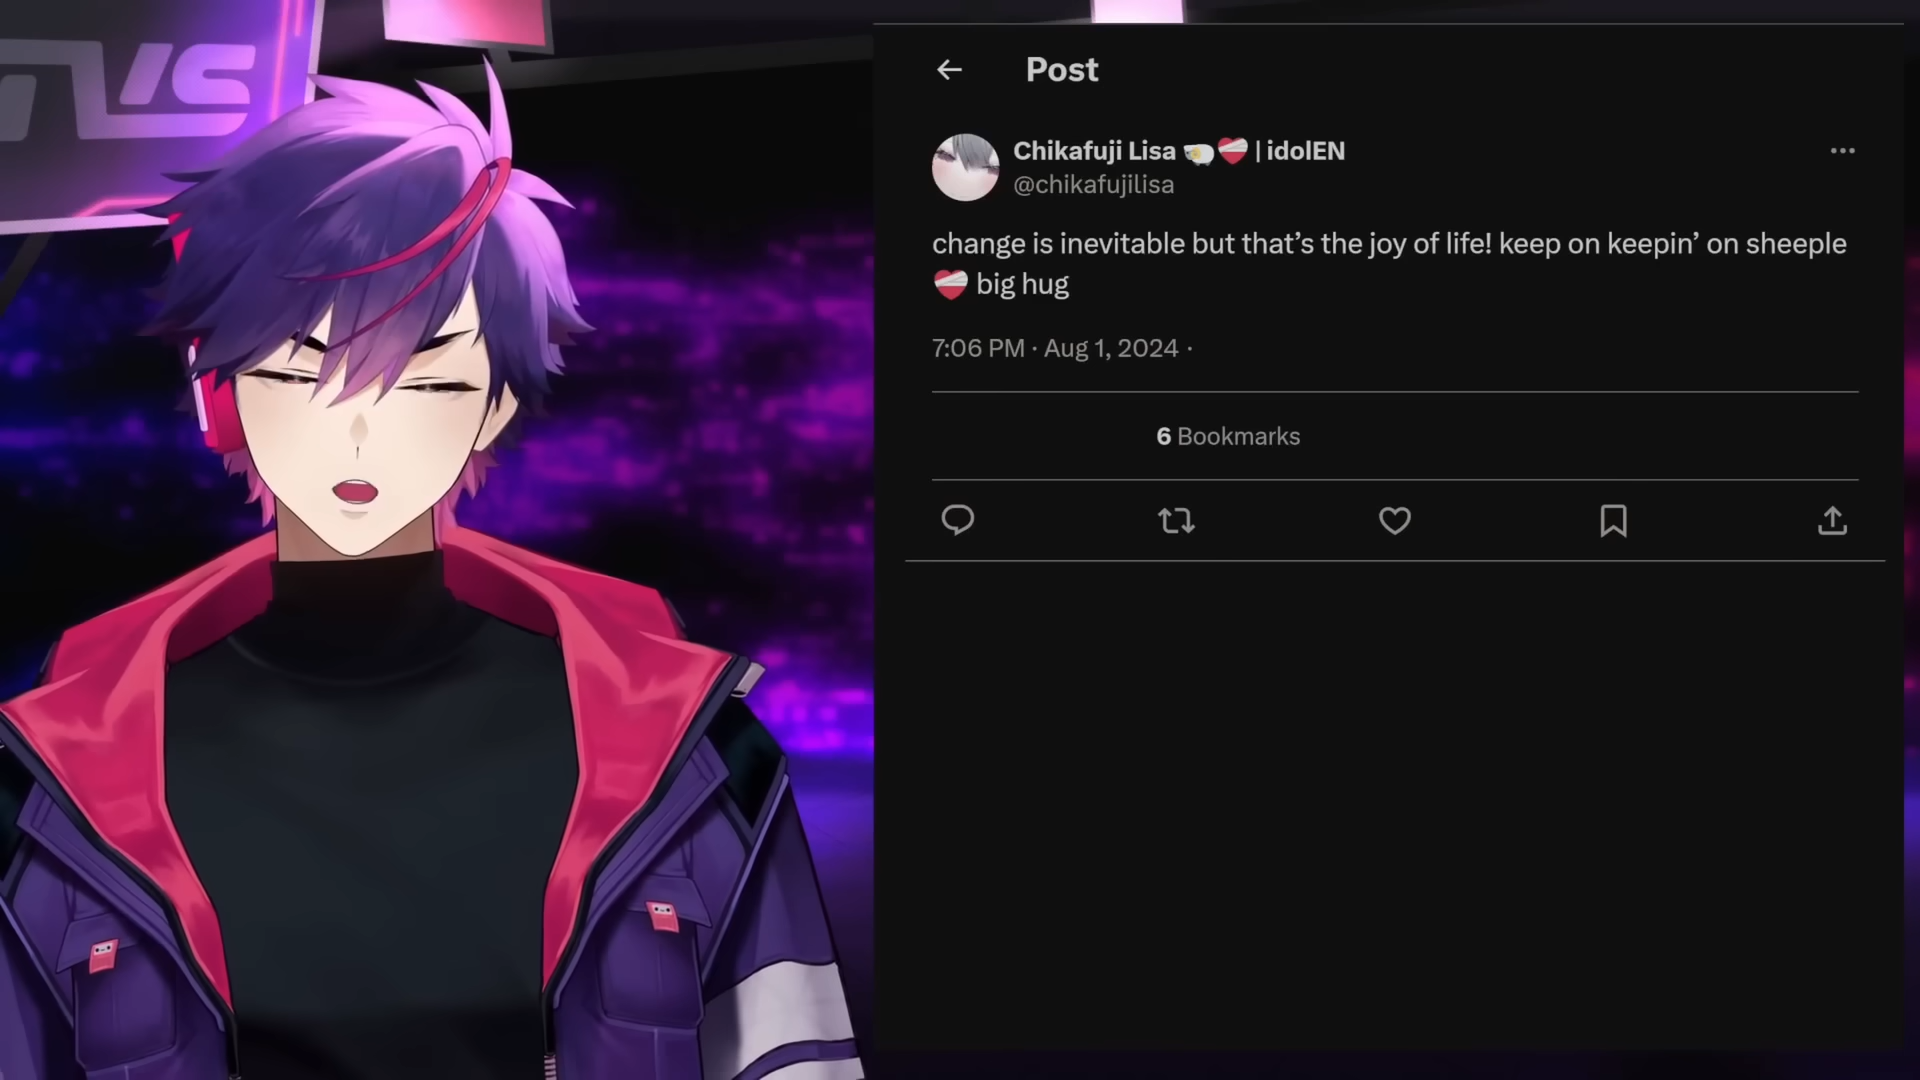 Post
Chikafuji Lisa 🐑❤️‍🩹 | idolEN
@chikafujilisa
change is inevitable but that’s the joy of life! keep on keepin’ on sheeple
❤️‍🩹 big hug
7:06 PM · Aug 1, 2024 ·
6 Bookmarks